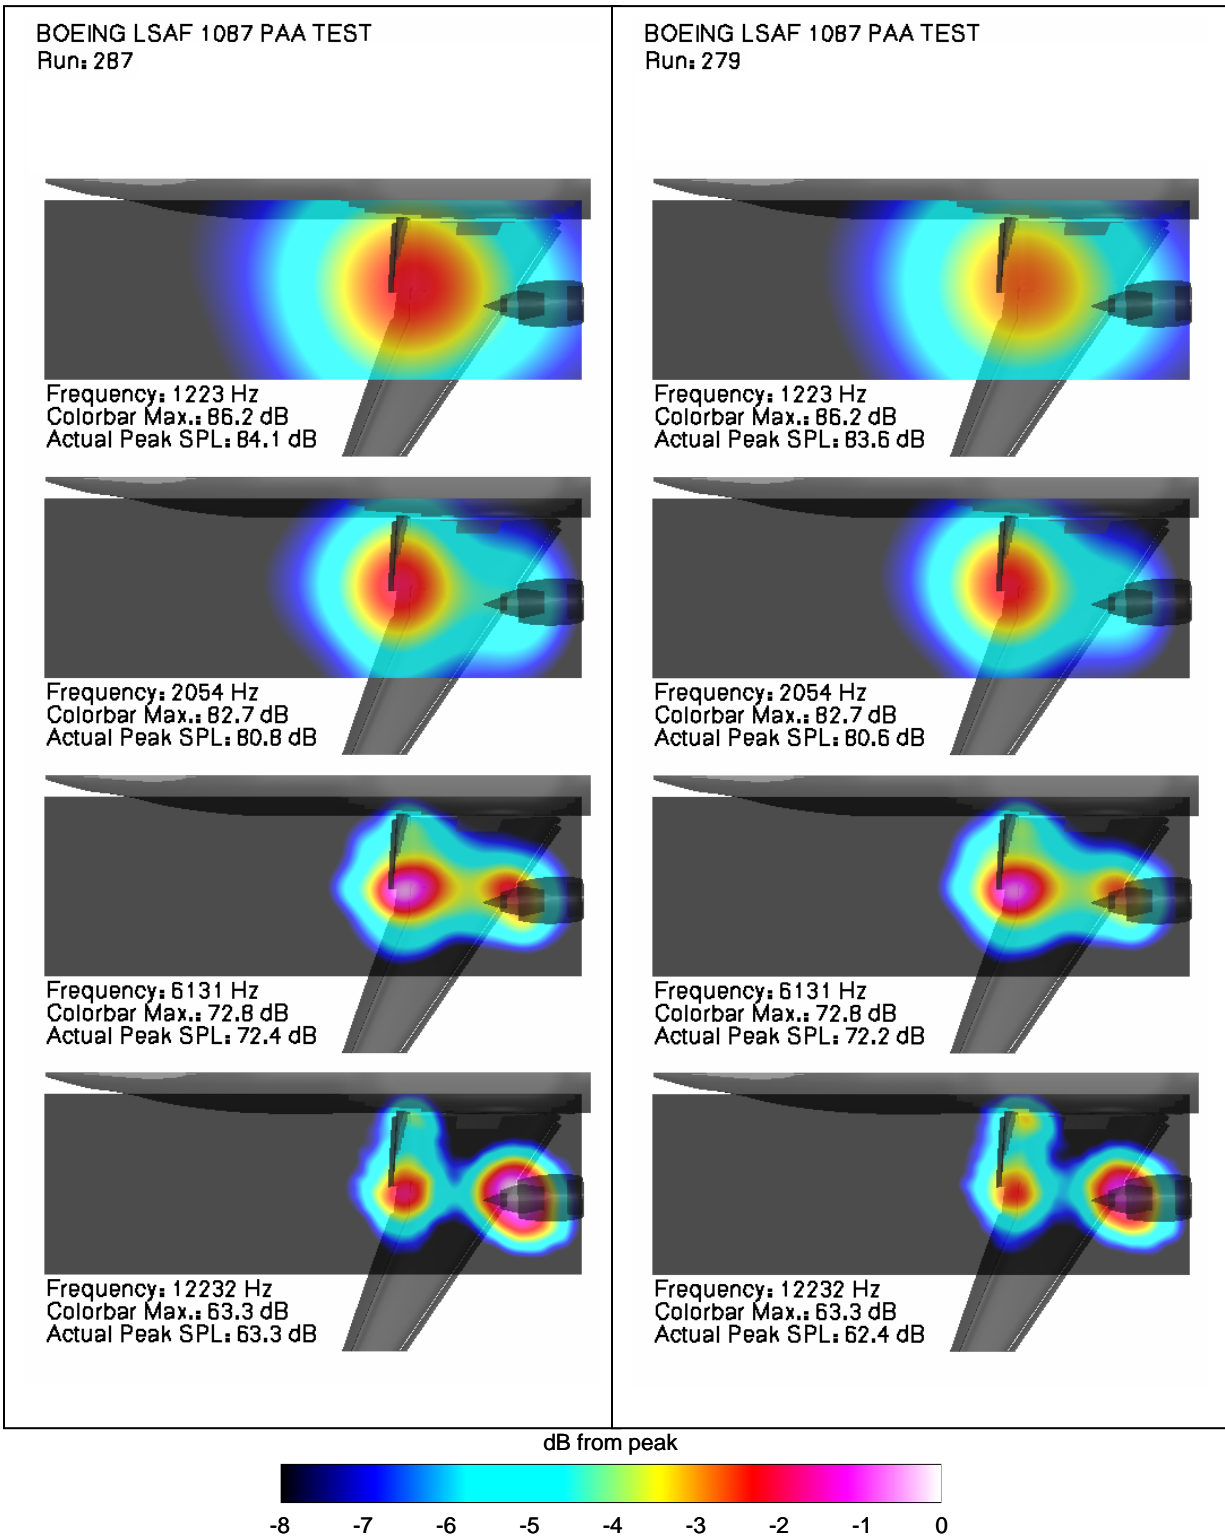 BOEING LSAF 1087 PAA TEST
Run: 287
Frequency: 1223 Hz
Colorbar Max.: 86.2 dB
Actual Peak SPL: 84.1 dB
Frequency: 2054 Hz
Colorbar Max.: 82.7 dB
Actual Peak SPL: 80.8 dB
Frequency: 6131 Hz
Colorbar Max.: 72.8 dB
Actual Peak SPL: 72.4 dB
Frequency: 12232 Hz
Colorbar Max.: 63.3 dB
Actual Peak SPL: 63.3 dB
BOEING LSAF 1087 PAA TEST
Run: 279
Frequency: 1223 Hz
Colorbar Max.: 86.2 dB
Actual Peak SPL: 83.6 dB
Frequency: 2054 Hz
Colorbar Max.: 82.7 dB
Actual Peak SPL: 80.6 dB
Frequency: 6131 Hz
Colorbar Max.: 72.8 dB
Actual Peak SPL: 72.2 dB
Frequency: 12232 Hz
Colorbar Max.: 63.3 dB
Actual Peak SPL: 62.4 dB
dB from peak
-8 -7 -6 -5 -4 -3 -2 -1 0